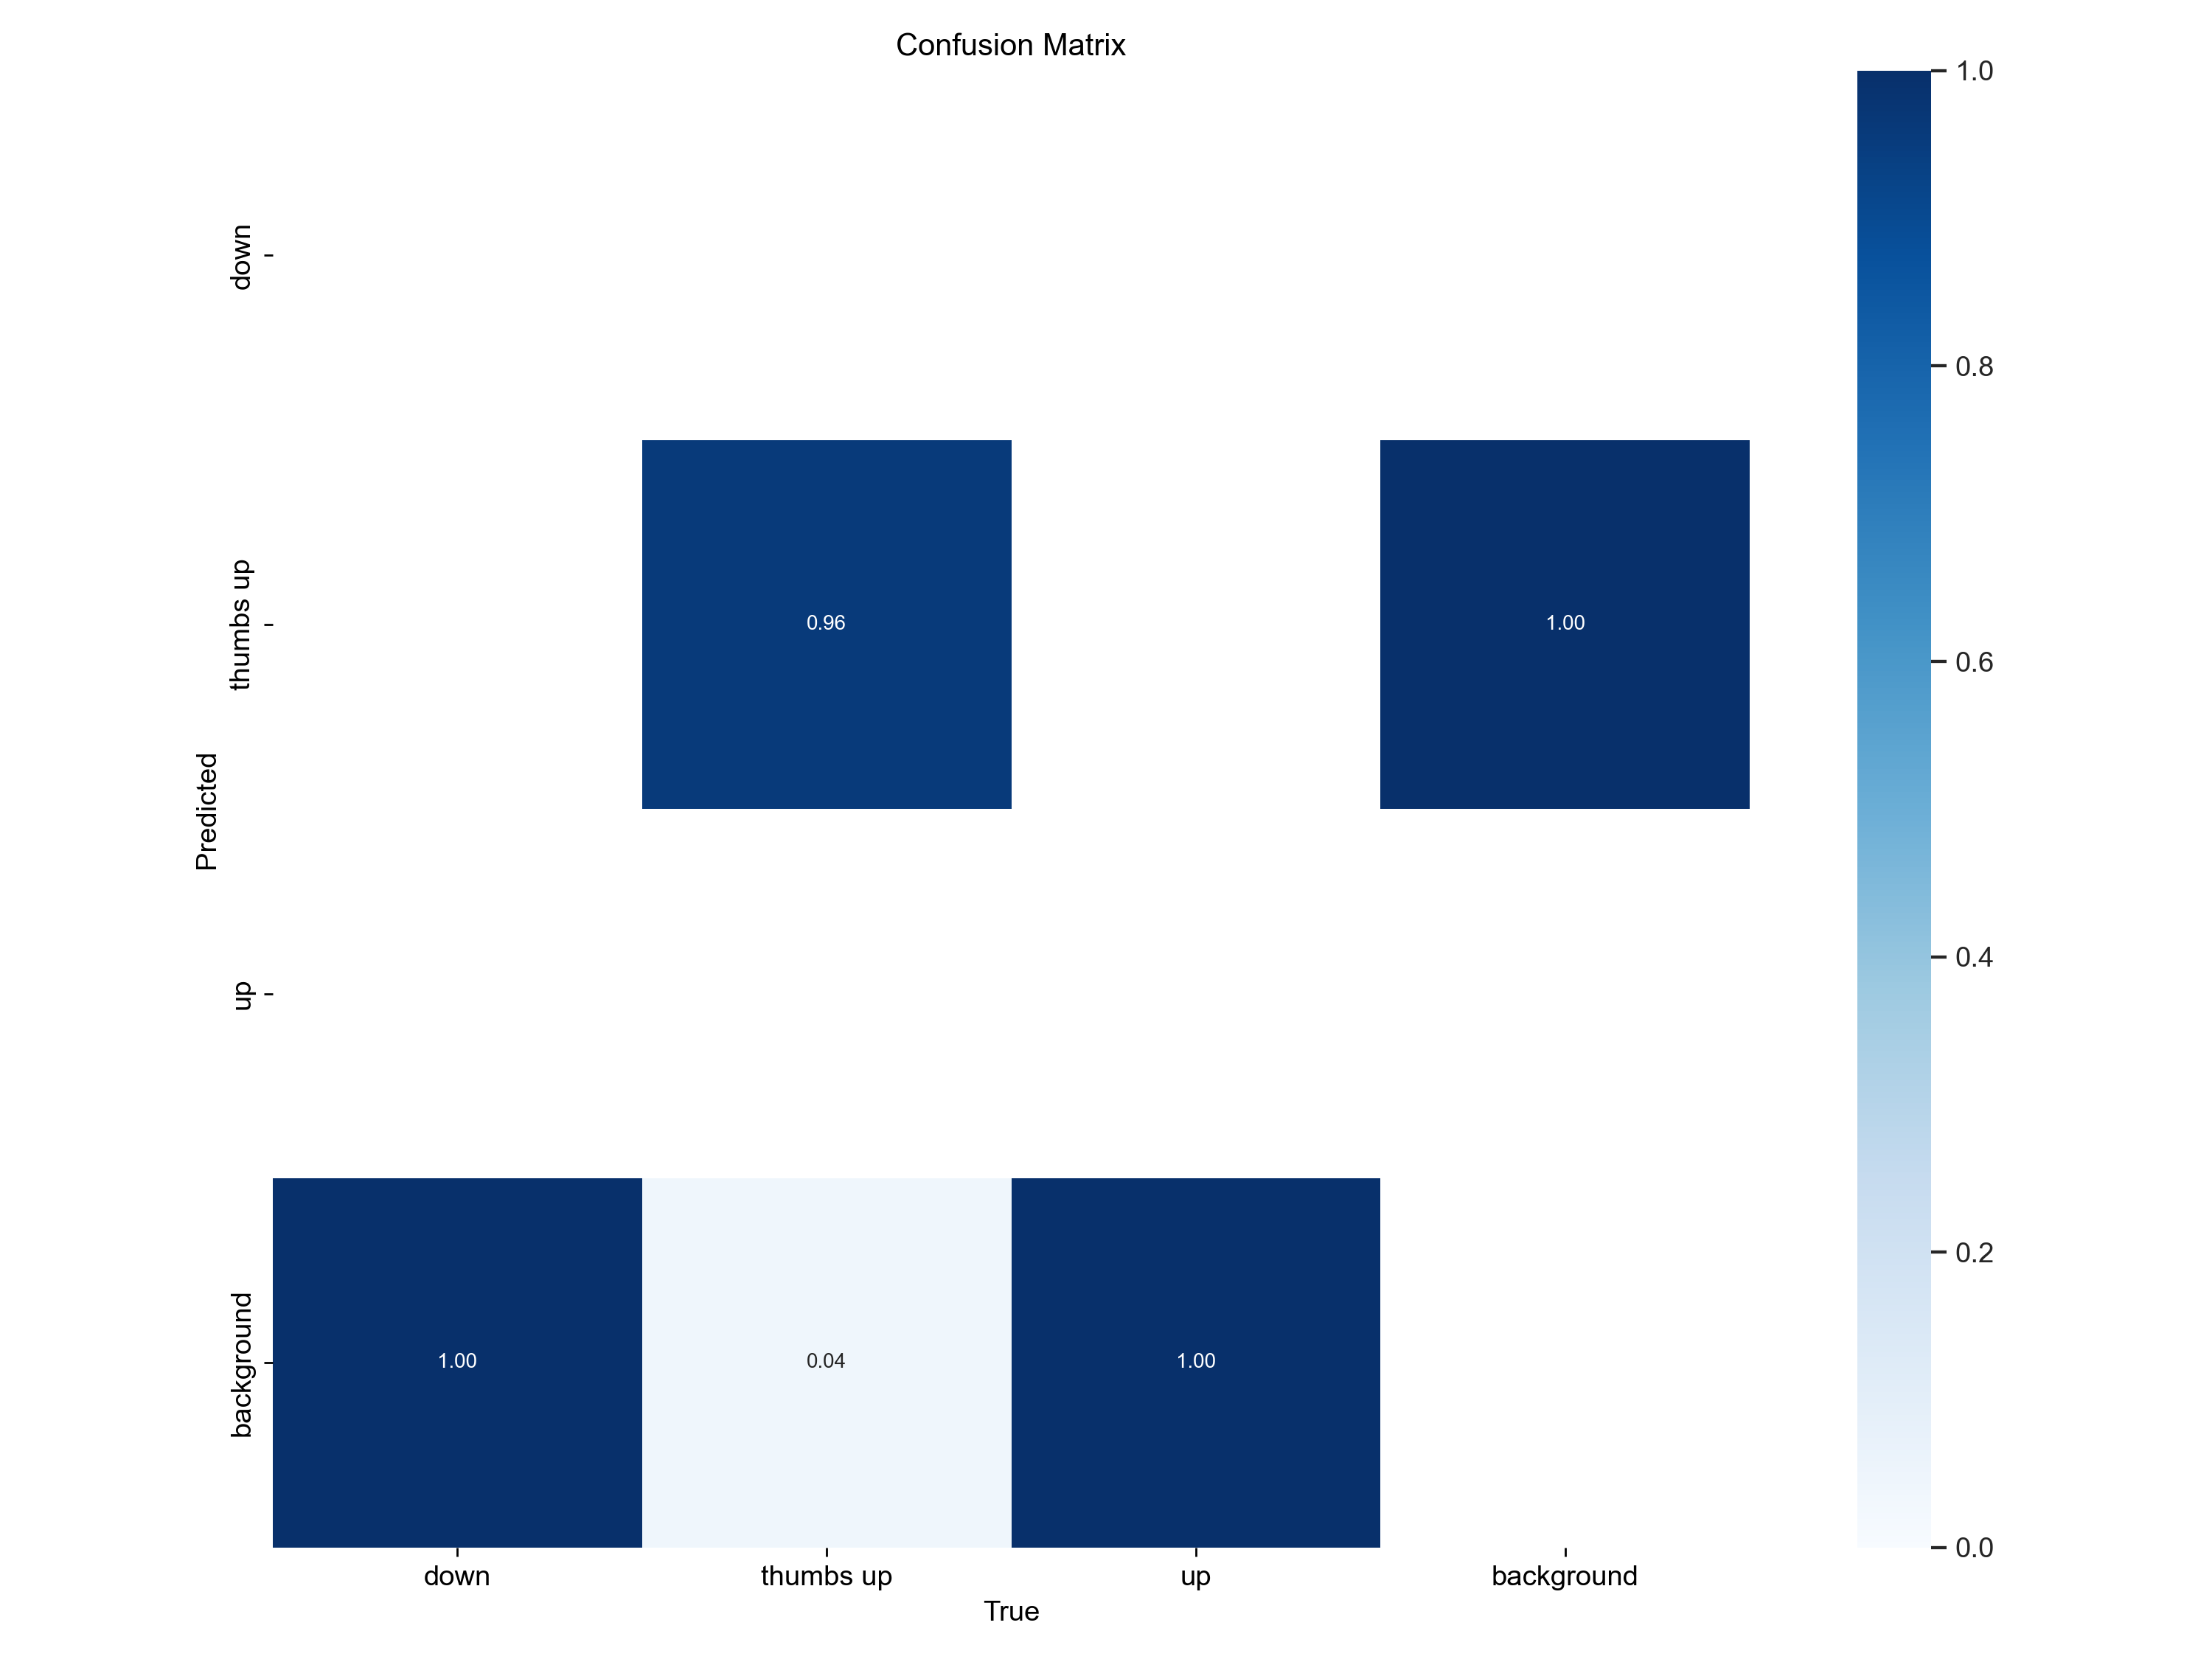 Confusion Matrix
1.0
down
0.8
thumbs up
0.96
1.00
0.6
Predicted
0.4
up
0.2
background
1.00
0.04
1.00
0.0
down
thumbs up
up
background
True